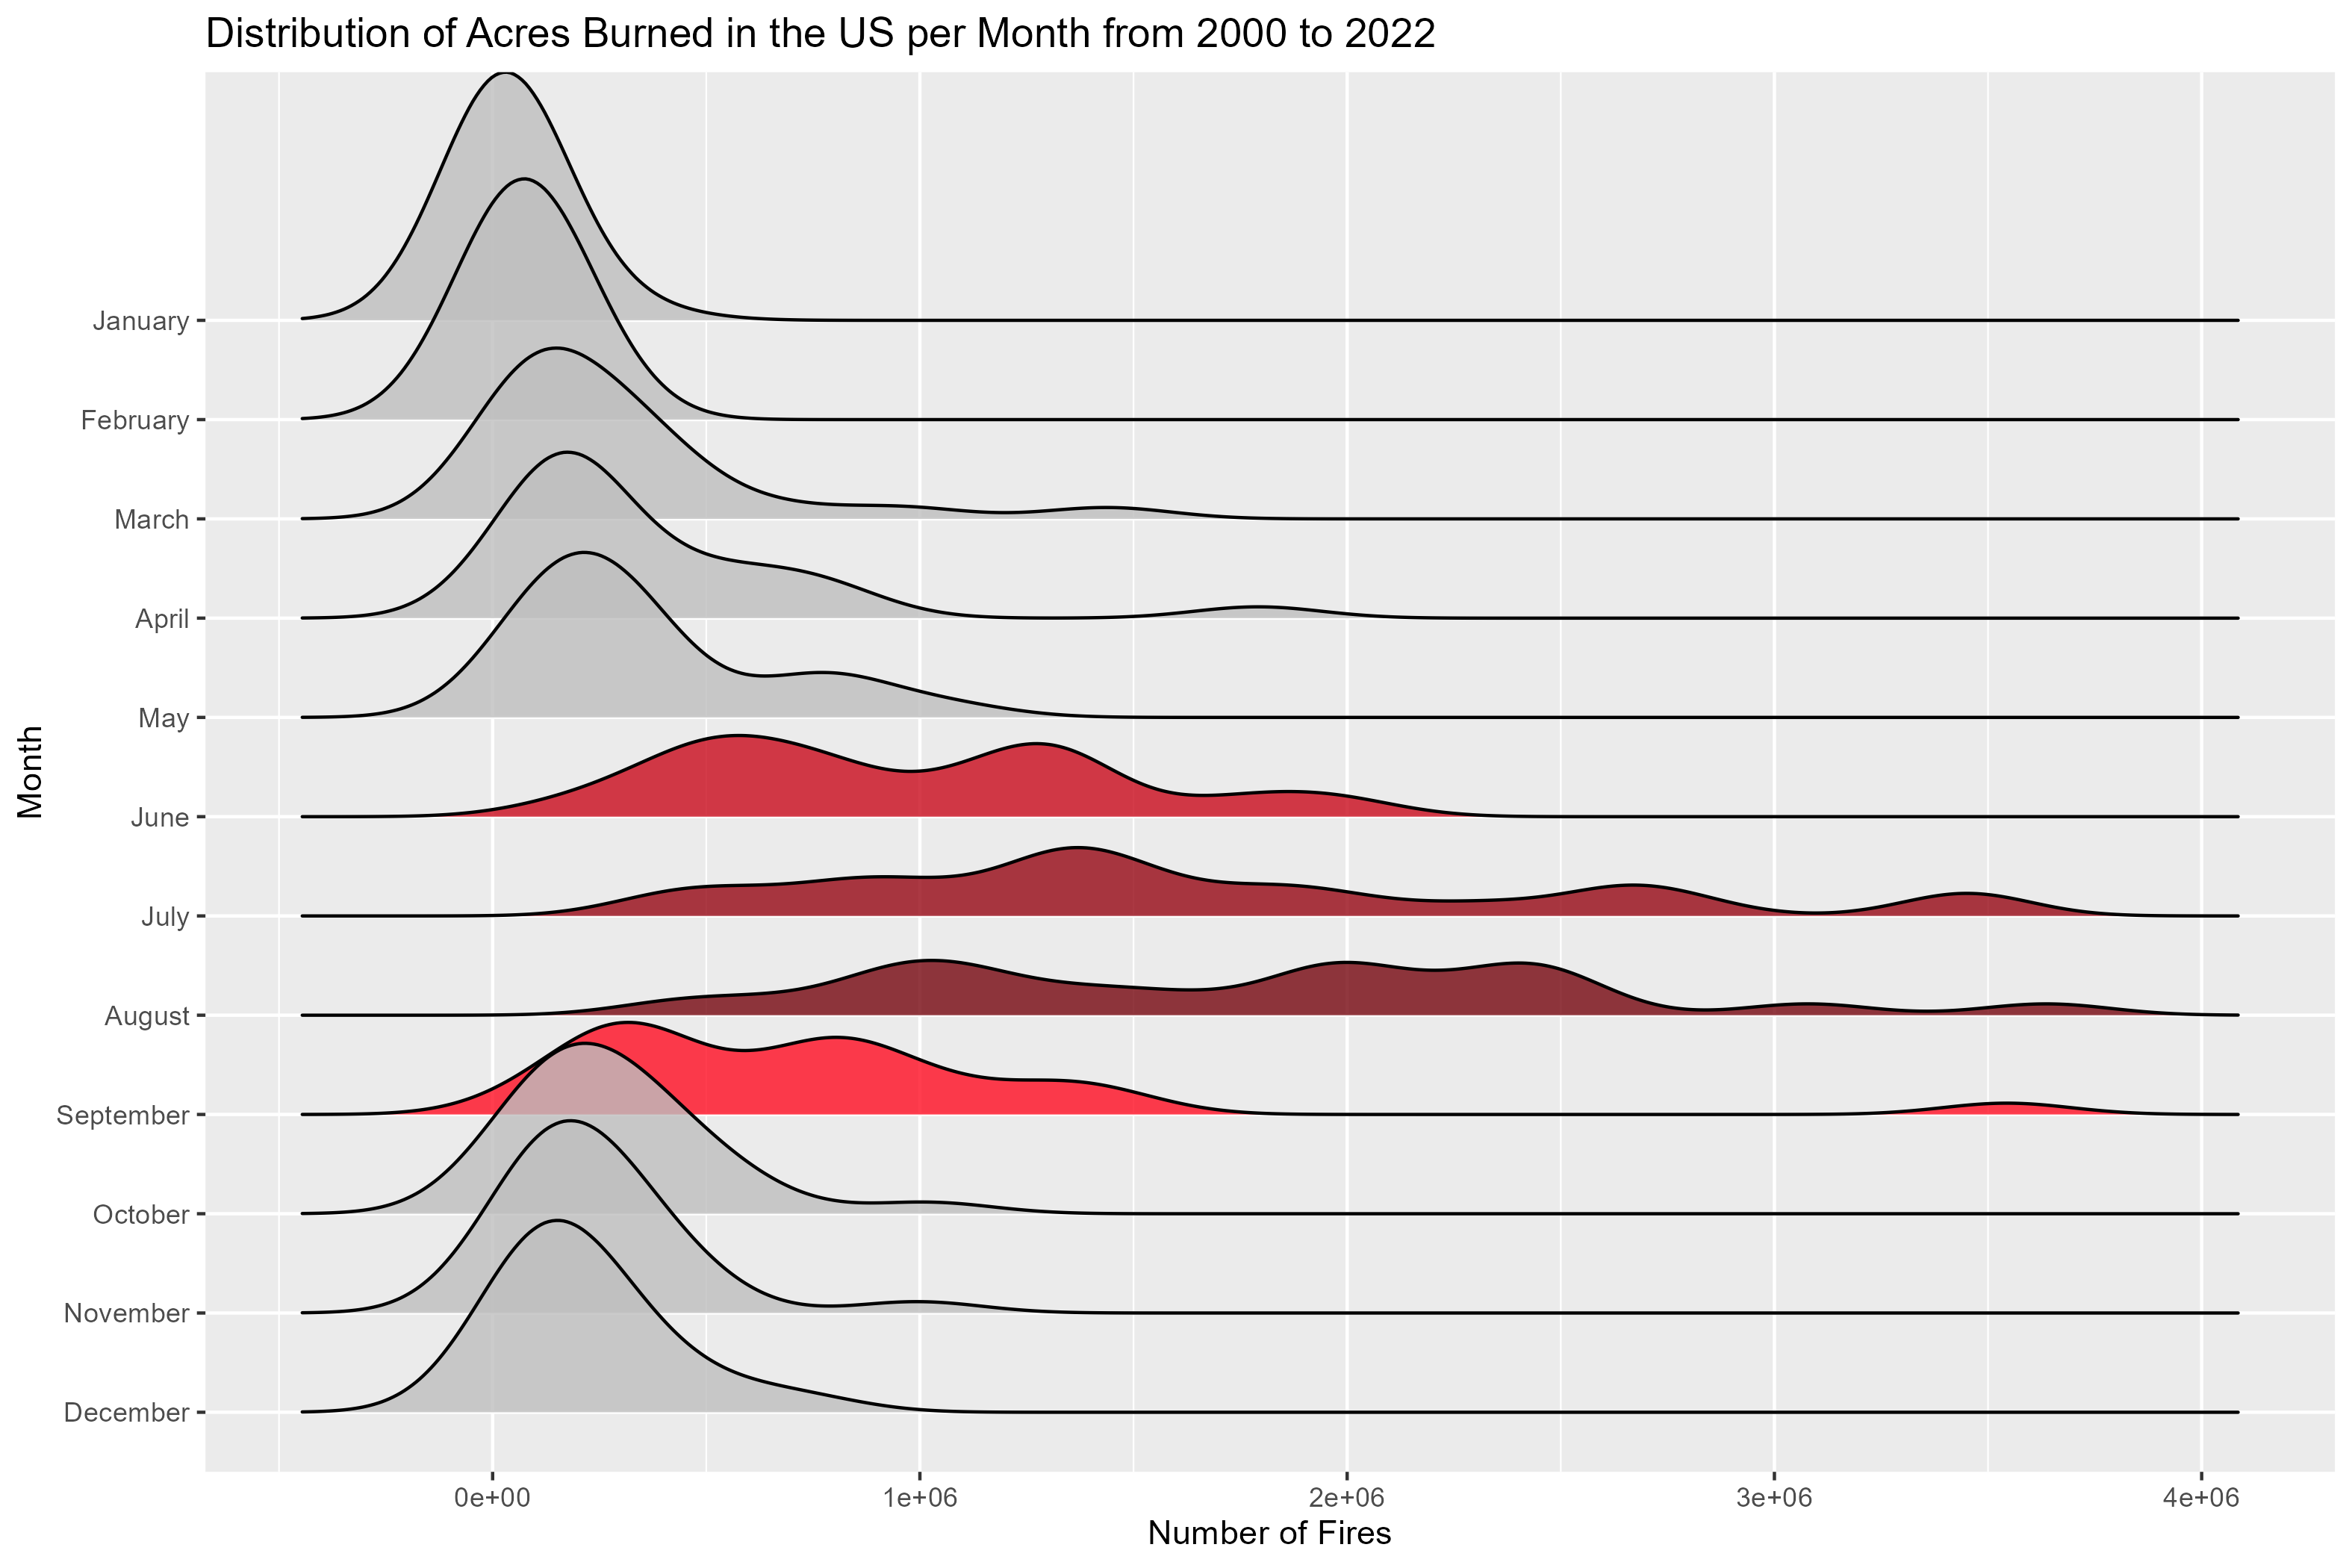 Distribution of Acres Burned in the US per Month from 2000 to 2022
Month
January
February
March
April
May
June
July
August
September
October
November
December
0e+00 1e+06 2e+06 3e+06 4e+06
Number of Fires